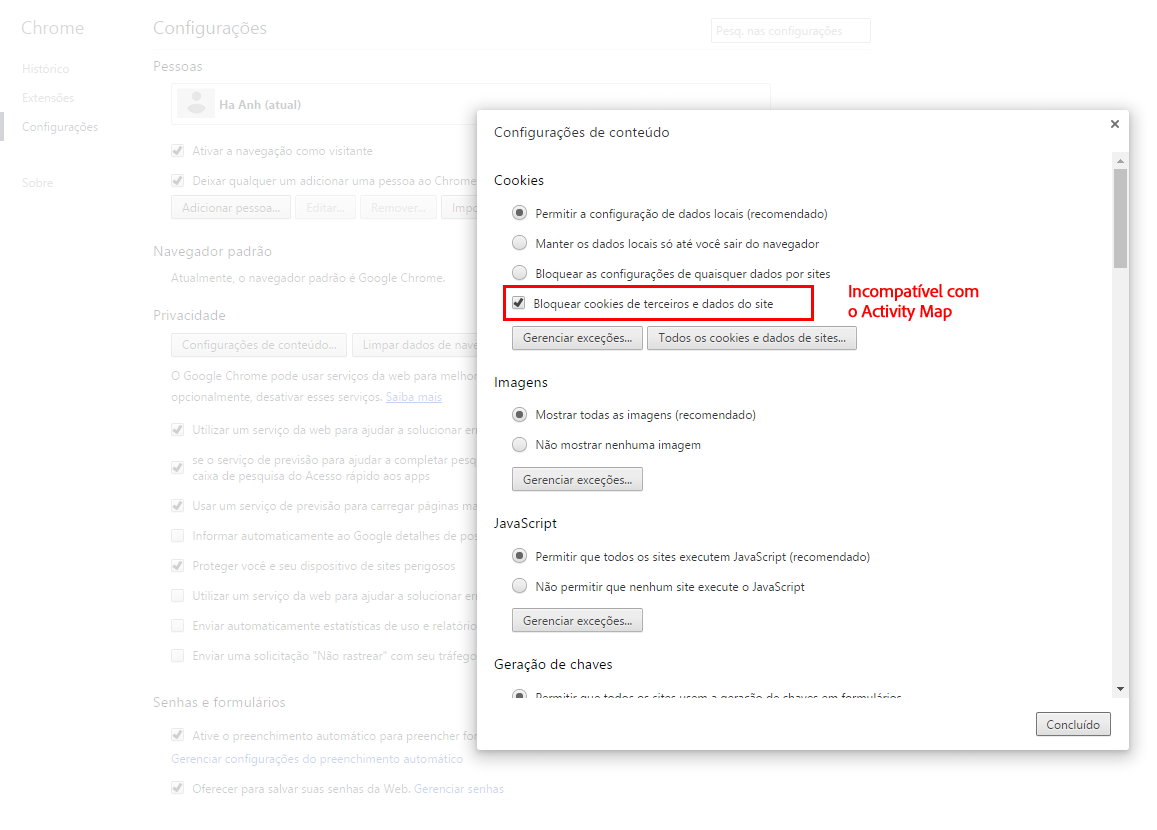 Chrome
Configurações
Pesq. nas configurações
Histórico
Extensões
Configurações
Sobre
Pessoas
Ha Anh (atual)
Ativar a navegação como visitante
Deixar qualquer um adicionar uma pessoa ao Chrome
Adicionar pessoa...
Editar...
Remover...
Impo
Navegador padrão
Atualmente, o navegador padrão é Google Chrome.
Privacidade
Configurações de conteúdo...
Limpar dados de nave
O Google Chrome pode usar serviços da web para melhor
opcionalmente, desativar esses serviços. Saiba mais
Utilizar um serviço da web para ajudar a solucionar er
se o serviço de previsão para ajudar a completar pesq
caixa de pesquisa do Acesso rápido aos apps
Usar um serviço de previsão para carregar páginas ma
Informar automaticamente ao Google detalhes de pos
Proteger você e seu dispositivo de sites perigosos
Utilizar um serviço da web para ajudar a solucionar er
Enviar automaticamente estatísticas de uso e relatório
Enviar uma solicitação "Não rastrear" com seu tráfego
Senhas e formulários
Ative o preenchimento automático para preencher for
Gerenciar configurações do preenchimento automático
Oferecer para salvar suas senhas da Web. Gerenciar senhas
Configurações de conteúdo
Cookies
Permitir a configuração de dados locais (recomendado)
Manter os dados locais só até você sair do navegador
Bloquear as configurações de quaisquer dados por sites
Bloquear cookies de terceiros e dados do site
Incompatível com
o Activity Map
Gerenciar exceções...
Todos os cookies e dados de sites...
Imagens
Mostrar todas as imagens (recomendado)
Não mostrar nenhuma imagem
Gerenciar exceções...
JavaScript
Permitir que todos os sites executem JavaScript (recomendado)
Não permitir que nenhum site execute o JavaScript
Gerenciar exceções...
Geração de chaves
Permitir que todos os sites usem a geração de chaves em formulários
Concluído